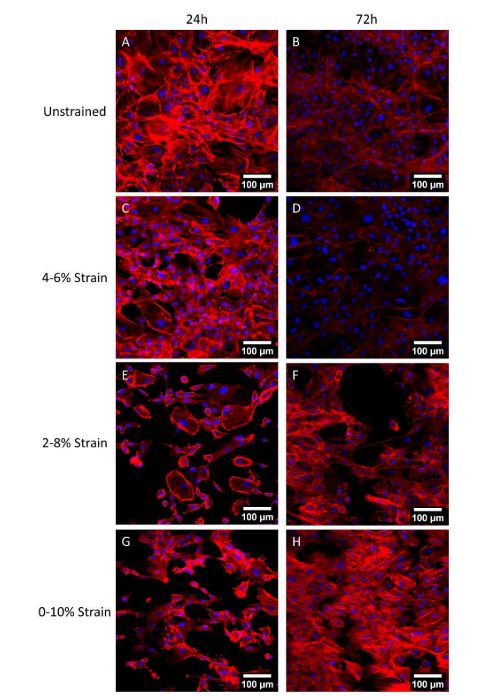 24h 72h
A B
Unstrained
100 µm 100 µm
C D
4-6% Strain
100 µm 100 µm
E F
2-8% Strain
100 µm 100 µm
G H
0-10% Strain
100 µm 100 µm